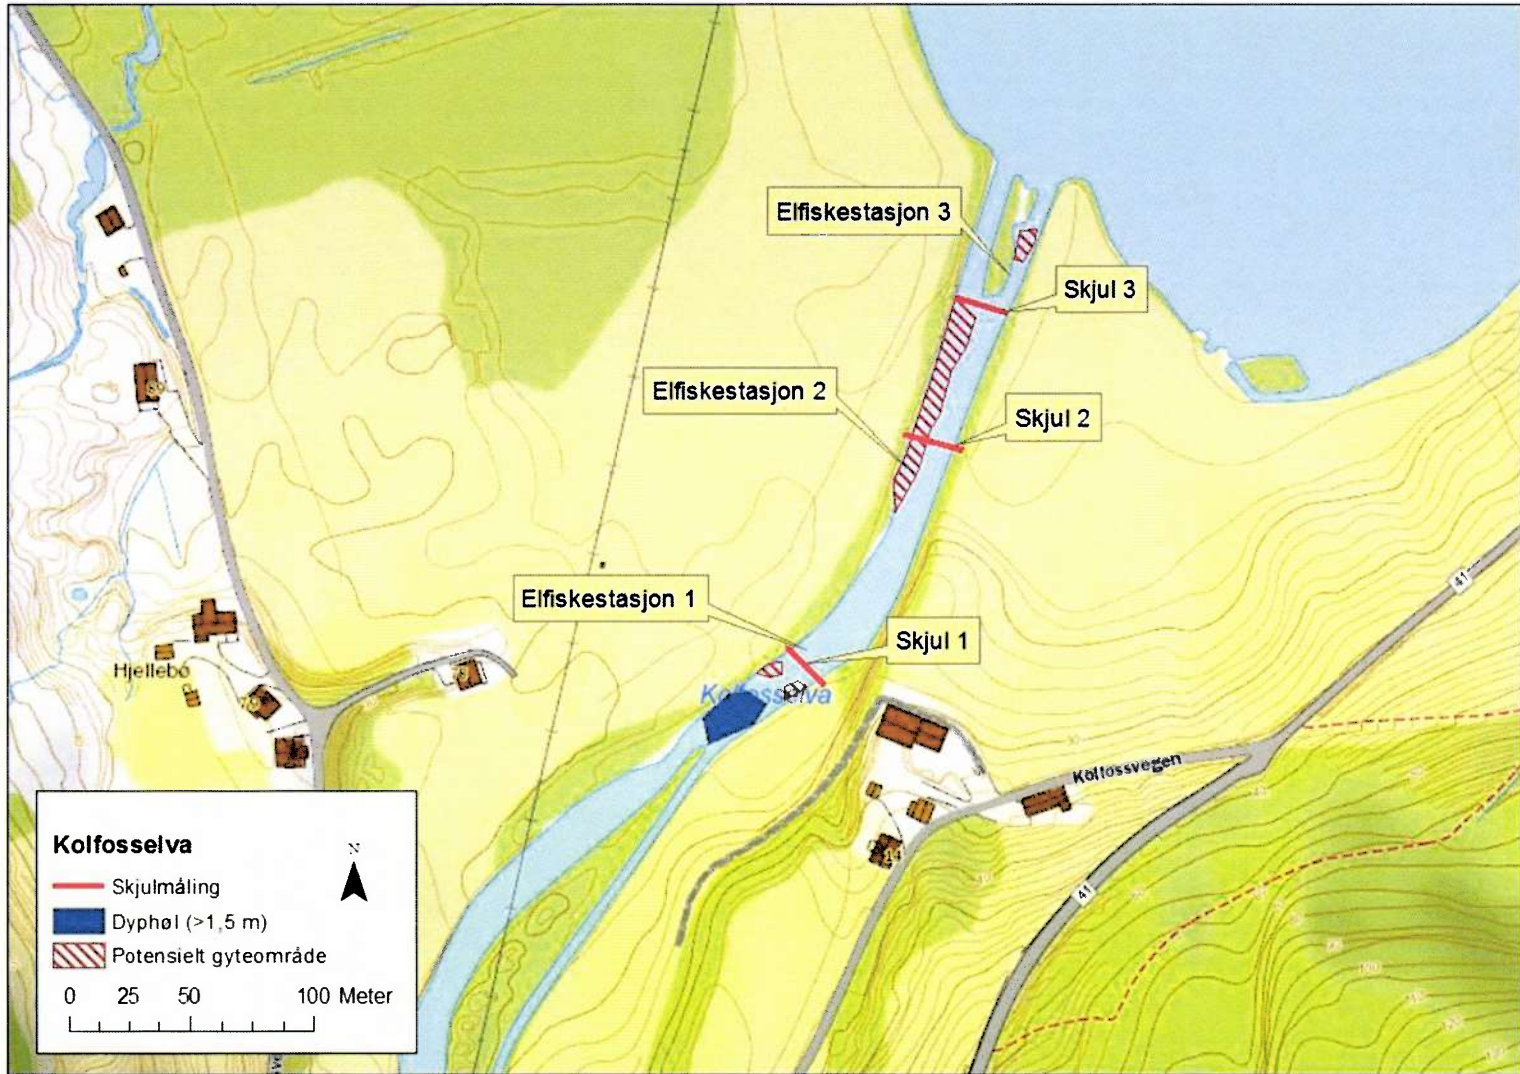 Elfiskestasjon 3
Skjul 3
Elfiskestasjon 2
Skjul 2
41
Elfiskestasjon 1
Skjul 1
Hjellebø
Kolfosselva
Kolfossvegen
14
41
Kolfosselva
N
Skjulmåling
Dyphøl (>1,5 m)
Potensielt gyteområde
0 25 50 100 Meter